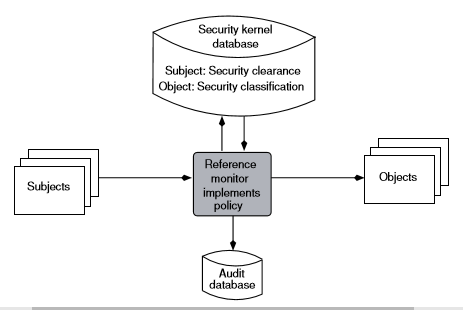 Security kernel
database
Subject: Security clearance
Object: Security classification
Subjects
Reference
monitor
implements
policy
Objects
Audit
database